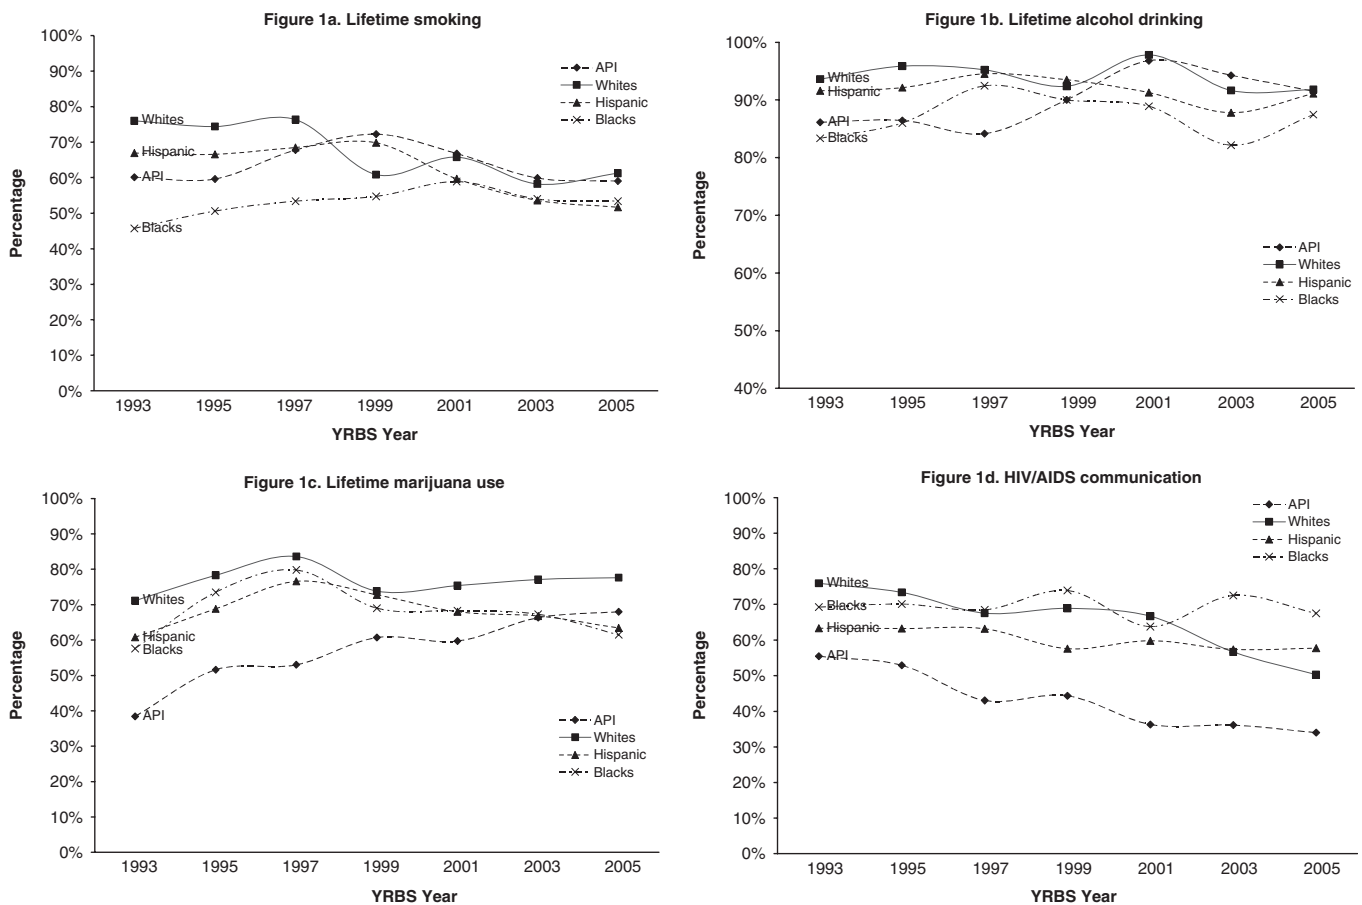 Figure 1a. Lifetime smoking
100%
90%
80%
70%
60%
50%
40%
30%
20%
10%
0%
Percentage
Whites
Hispanic
API
Blacks
API
Whites
Hispanic
Blacks
1993 1995 1997 1999 2001 2003 2005
YRBS Year
Figure 1b. Lifetime alcohol drinking
100%
90%
80%
70%
60%
50%
40%
Percentage
Whites
Hispanic
API
Blacks
API
Whites
Hispanic
Blacks
1993 1995 1997 1999 2001 2003 2005
YRBS Year
Figure 1c. Lifetime marijuana use
100%
90%
80%
70%
60%
50%
40%
30%
20%
10%
0%
Percentage
Whites
Hispanic
Blacks
API
API
Whites
Hispanic
Blacks
1993 1995 1997 1999 2001 2003 2005
YRBS Year
Figure 1d. HIV/AIDS communication
100%
90%
80%
70%
60%
50%
40%
30%
20%
10%
0%
Percentage
Whites
Blacks
Hispanic
API
API
Whites
Hispanic
Blacks
1993 1995 1997 1999 2001 2003 2005
YRBS Year